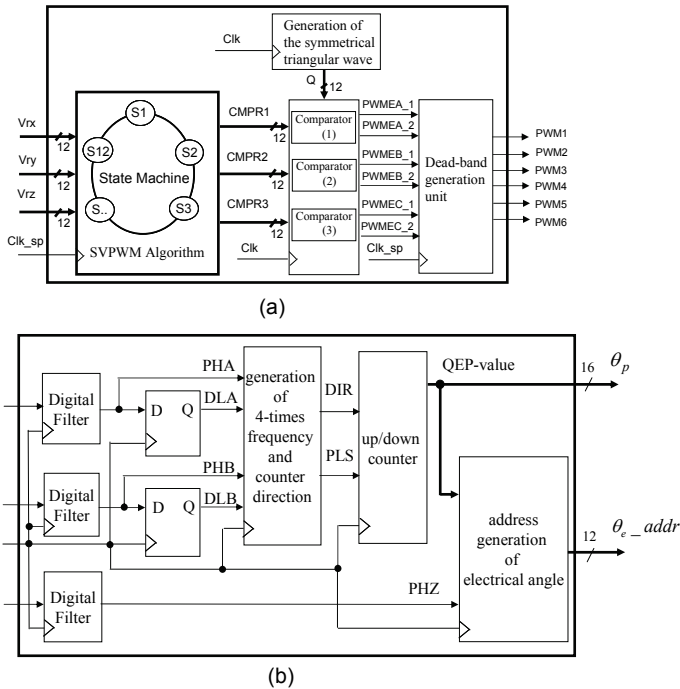 Clk
Generation of
the symmetrical
triangular wave
Q
12
Vrx
12
Vry
12
Vrz
12
Clk_sp
S1
S12
S2
State Machine
S..
S3
SVPWM Algorithm
CMPR1
12
CMPR2
12
CMPR3
12
Clk
Comparator
(1)
Comparator
(2)
Comparator
(3)
PWMEA_1
PWMEA_2
PWMEB_1
PWMEB_2
PWMEC_1
PWMEC_2
Clk_sp
Dead-band
generation
unit
PWM1
PWM2
PWM3
PWM4
PWM5
PWM6
(a)
Digital
Filter
PHA
D Q
DLA
Digital
Filter
PHB
D Q
DLB
Digital
Filter
PHZ
generation
of
4-times
frequency
and
counter
direction
DIR
PLS
up/down
counter
QEP-value
16
θp
address
generation
of
electrical angle
12
θe_addr
(b)